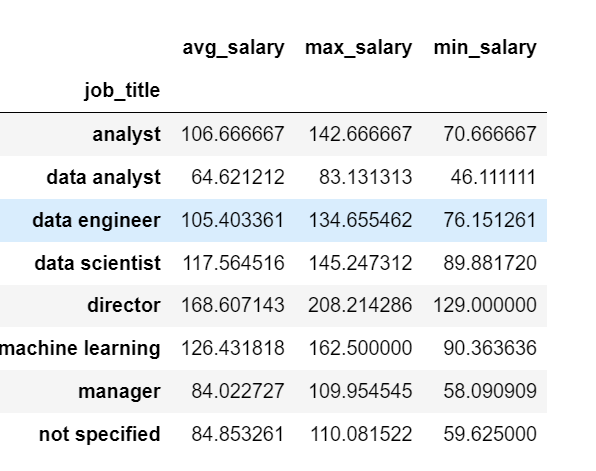 avg_salary max_salary min_salary
job_title
analyst 106.666667 142.666667 70.666667
data analyst 64.621212 83.131313 46.111111
data engineer 105.403361 134.655462 76.151261
data scientist 117.564516 145.247312 89.881720
director 168.607143 208.214286 129.000000
machine learning 126.431818 162.500000 90.363636
manager 84.022727 109.954545 58.090909
not specified 84.853261 110.081522 59.625000